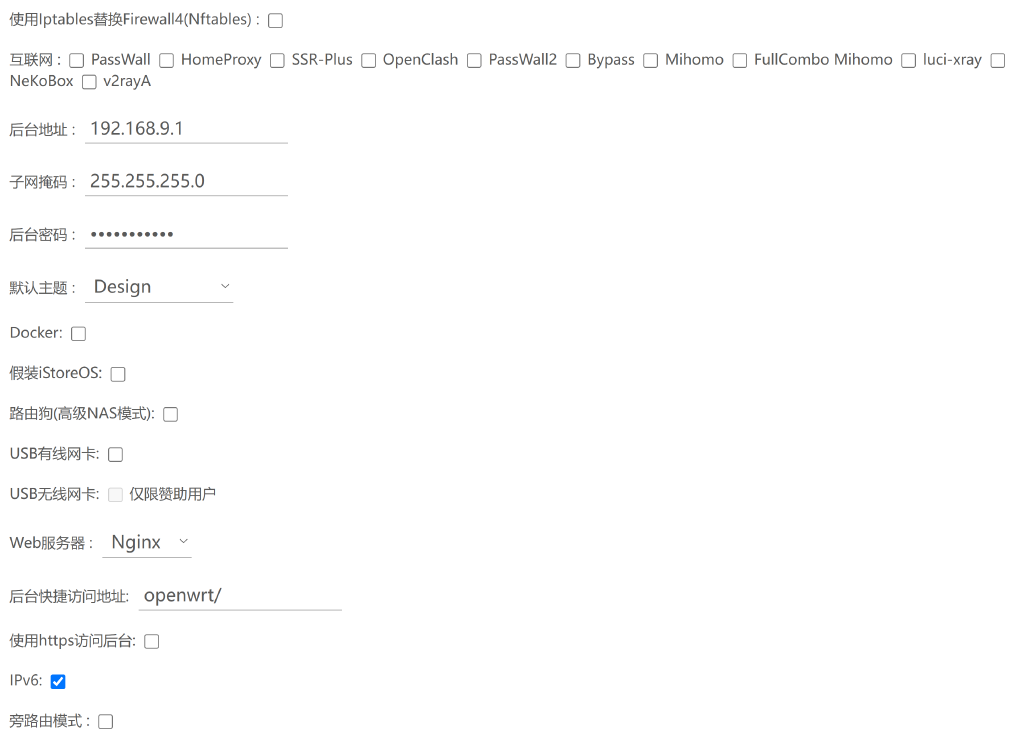 使用Iptables替换Firewall4(Nftables) :
互联网 : PassWall HomeProxy SSR-Plus OpenClash PassWall2 Bypass Mihomo FullCombo Mihomo luci-xray
NeKoBox v2rayA
后台地址 : 192.168.9.1
子网掩码 : 255.255.255.0
后台密码 : •••••••••••
默认主题 : Design
Docker:
假装iStoreOS:
路由狗(高级NAS模式):
USB有线网卡:
USB无线网卡: 仅限赞助用户
Web服务器 : Nginx
后台快捷访问地址: openwrt/
使用https访问后台:
IPv6:
旁路由模式 :